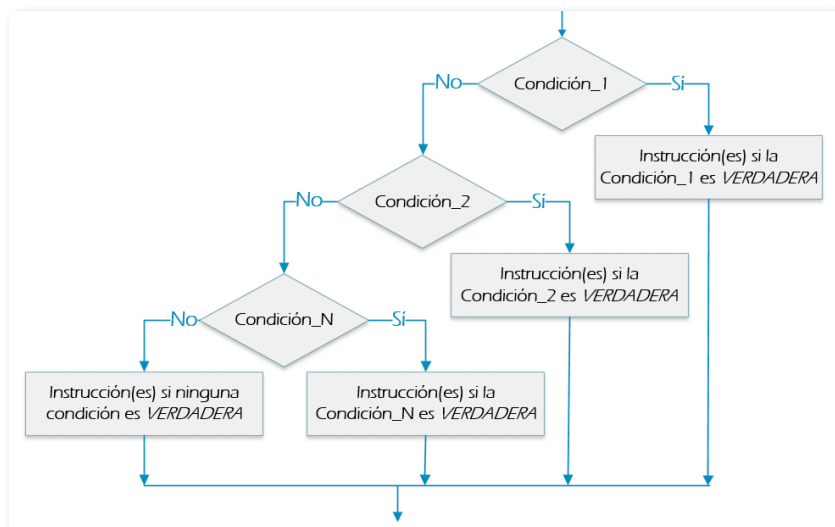 Condición_1
No
Sí
Instrucción(es) si la
Condición_1 es VERDADERA
Condición_2
No
Sí
Instrucción(es) si la
Condición_2 es VERDADERA
Condición_N
No
Sí
Instrucción(es) si ninguna
condición es VERDADERA
Instrucción(es) si la
Condición_N es VERDADERA